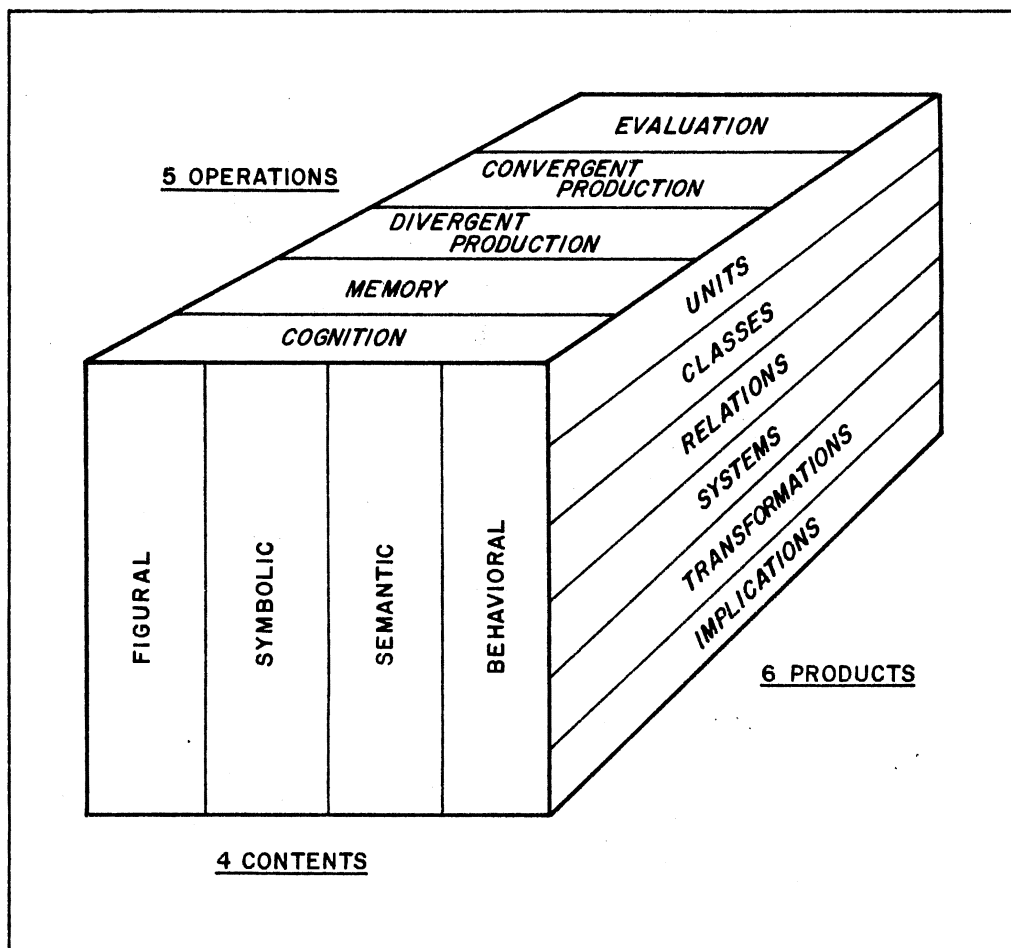 EVALUATION
5 OPERATIONS
CONVERGENT
PRODUCTION
DIVERGENT
PRODUCTION
MEMORY
COGNITION
UNITS
CLASSES
RELATIONS
SYSTEMS
TRANSFORMATIONS
IMPLICATIONS
FIGURAL
SYMBOLIC
SEMANTIC
BEHAVIORAL
6 PRODUCTS
4 CONTENTS